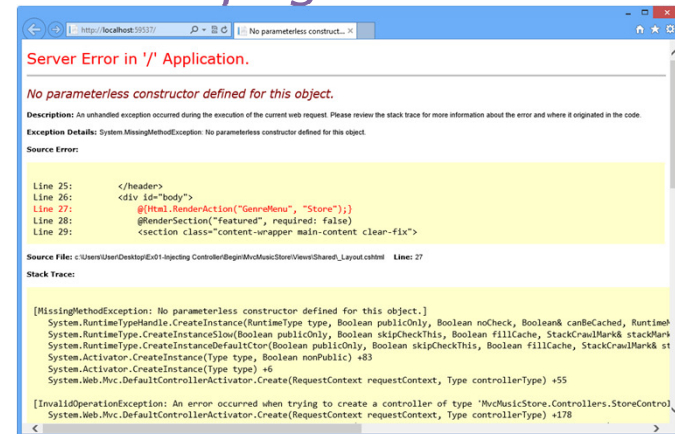 http://localhost:59537/
No parameterless construct...
Server Error in '/' Application.
No parameterless constructor defined for this object.
Description: An unhandled exception occurred during the execution of the current web request. Please review the stack trace for more information about the error and where it originated in the code.
Exception Details: System.MissingMethodException: No parameterless constructor defined for this object.
Source Error:
Line 25: </header>
Line 26: <div id="body">
Line 27: @{Html.RenderAction("GenreMenu", "Store");}
Line 28: @RenderSection("featured", required: false)
Line 29: <section class="content-wrapper main-content clear-fix">
Source File: c:\Users\User\Desktop\Ex01-Injecting Controller\Begin\MvcMusicStore\Views\Shared\_Layout.cshtml Line: 27
Stack Trace:
[MissingMethodException: No parameterless constructor defined for this object.]
System.RuntimeTypeHandle.CreateInstance(RuntimeType type, Boolean publicOnly, Boolean noCheck, Boolean& canBeCached, RuntimeM
System.RuntimeType.CreateInstanceSlow(Boolean publicOnly, Boolean skipCheckThis, Boolean fillCache, StackCrawlMark& stackMark
System.RuntimeType.CreateInstanceDefaultCtor(Boolean publicOnly, Boolean skipCheckThis, Boolean fillCache, StackCrawlMark& st
System.Activator.CreateInstance(Type type, Boolean nonPublic) +83
System.Activator.CreateInstance(Type type) +6
System.Web.Mvc.DefaultControllerActivator.Create(RequestContext requestContext, Type controllerType) +55
[InvalidOperationException: An error occurred when trying to create a controller of type 'MvcMusicStore.Controllers.StoreControl
System.Web.Mvc.DefaultControllerActivator.Create(RequestContext requestContext, Type controllerType) +178